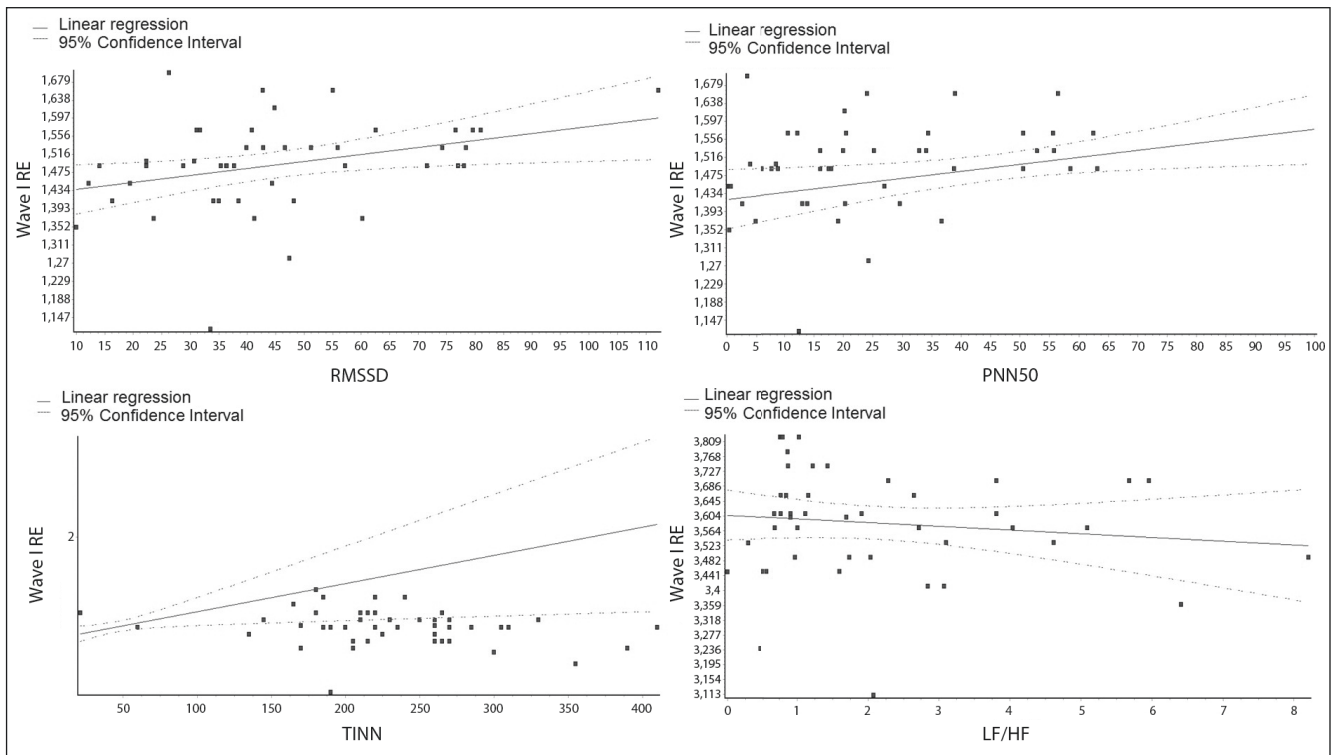 Linear regression
95% Confidence Interval
Wave I RE
1,679
1,638
1,597
1,556
1,516
1,475
1,434
1,393
1,352
1,311
1,27
1,229
1,188
1,147
10 15 20 25 30 35 40 45 50 55 60 65 70 75 80 85 90 95 100 110
RMSSD
Linear regression
95% Confidence Interval
Wave I RE
1,679
1,638
1,597
1,556
1,516
1,475
1,434
1,393
1,352
1,311
1,27
1,229
1,188
1,147
0 5 10 15 20 25 30 35 40 45 50 55 60 65 70 75 80 85 90 95 100
PNN50
Linear regression
95% Confidence Interval
Wave I RE
2
50 100 150 200 250 300 350 400
TINN
Linear regression
95% Confidence Interval
Wave I RE
3,809
3,768
3,727
3,686
3,645
3,604
3,564
3,523
3,482
3,441
3,4
3,359
3,318
3,277
3,236
3,195
3,154
3,113
0 1 2 3 4 5 6 7 8
LF/HF